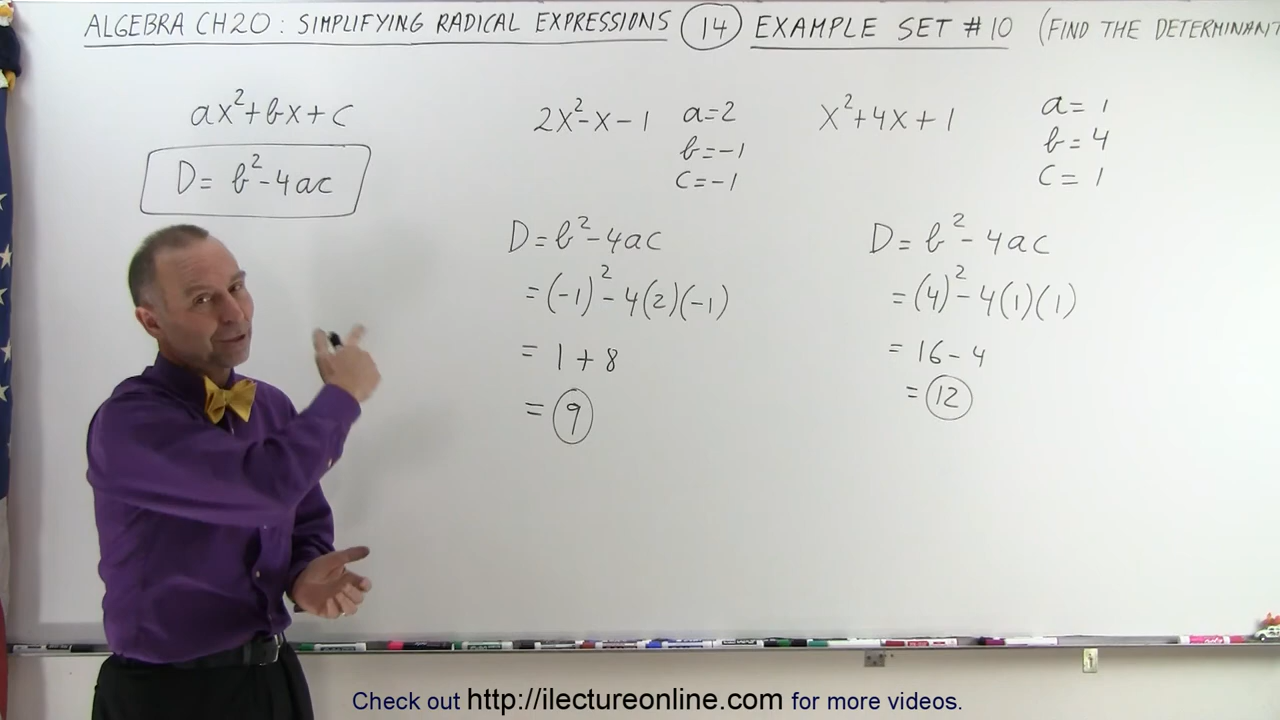 ALGEBRA CH20: SIMPLIFYING RADICAL EXPRESSIONS 14 EXAMPLE SET #10 (FIND THE DETERMINANT
ax²+bx+c
D= b²-4ac
2x²-x-1
a=2
b=-1
c=-1
D=b²-4ac
=(-1)²-4(2)(-1)
= 1+8
= 9
x²+4x+1
a= 1
b= 4
c= 1
D=b²-4ac
=(4)²-4(1)(1)
= 16-4
= 12
Check out http://ilectureonline.com for more videos.